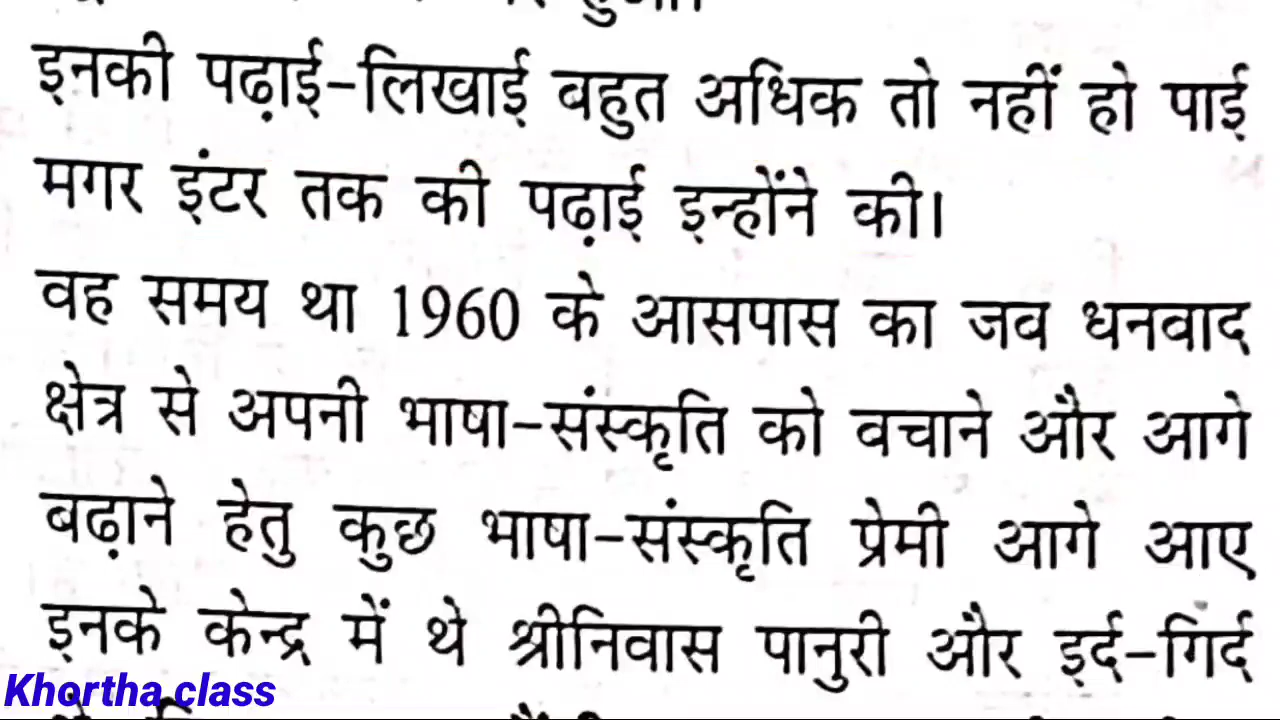 इनकी पढ़ाई-लिखाई बहुत अधिक तो नहीं हो पाई
मगर इंटर तक की पढ़ाई इन्होंने की।
वह समय था 1960 के आसपास का जव धनवाद
क्षेत्र से अपनी भाषा-संस्कृति को वचाने और आगे
बढ़ाने हेतु कुछ भाषा-संस्कृति प्रेमी आगे आए
इनके केन्द्र में थे श्रीनिवास पानुरी और इर्द-गिर्द
Khortha class